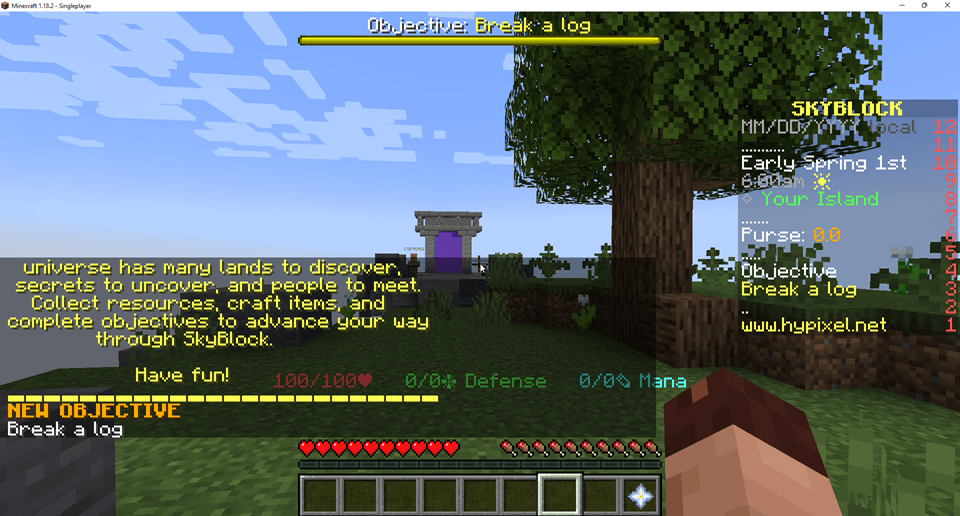 Minecraft 1.18.2 - Singleplayer
Objective: Break a log
SKYBLOCK
MM/DD/YYYY local 12
.......... 11
Early Spring 1st 10
6:00am 9
Your Island 8
...... 7
Purse: 0.0 6
.... 5
Objective 4
Break a log 3
.. 2
www.hypixel.net 1
universe has many lands to discover,
secrets to uncover, and people to meet.
Collect resources, craft items, and
complete objectives to advance your way
through SkyBlock.
Have fun!
100/100❤ 0/0 Defense 0/0 Mana
NEW OBJECTIVE
Break a log